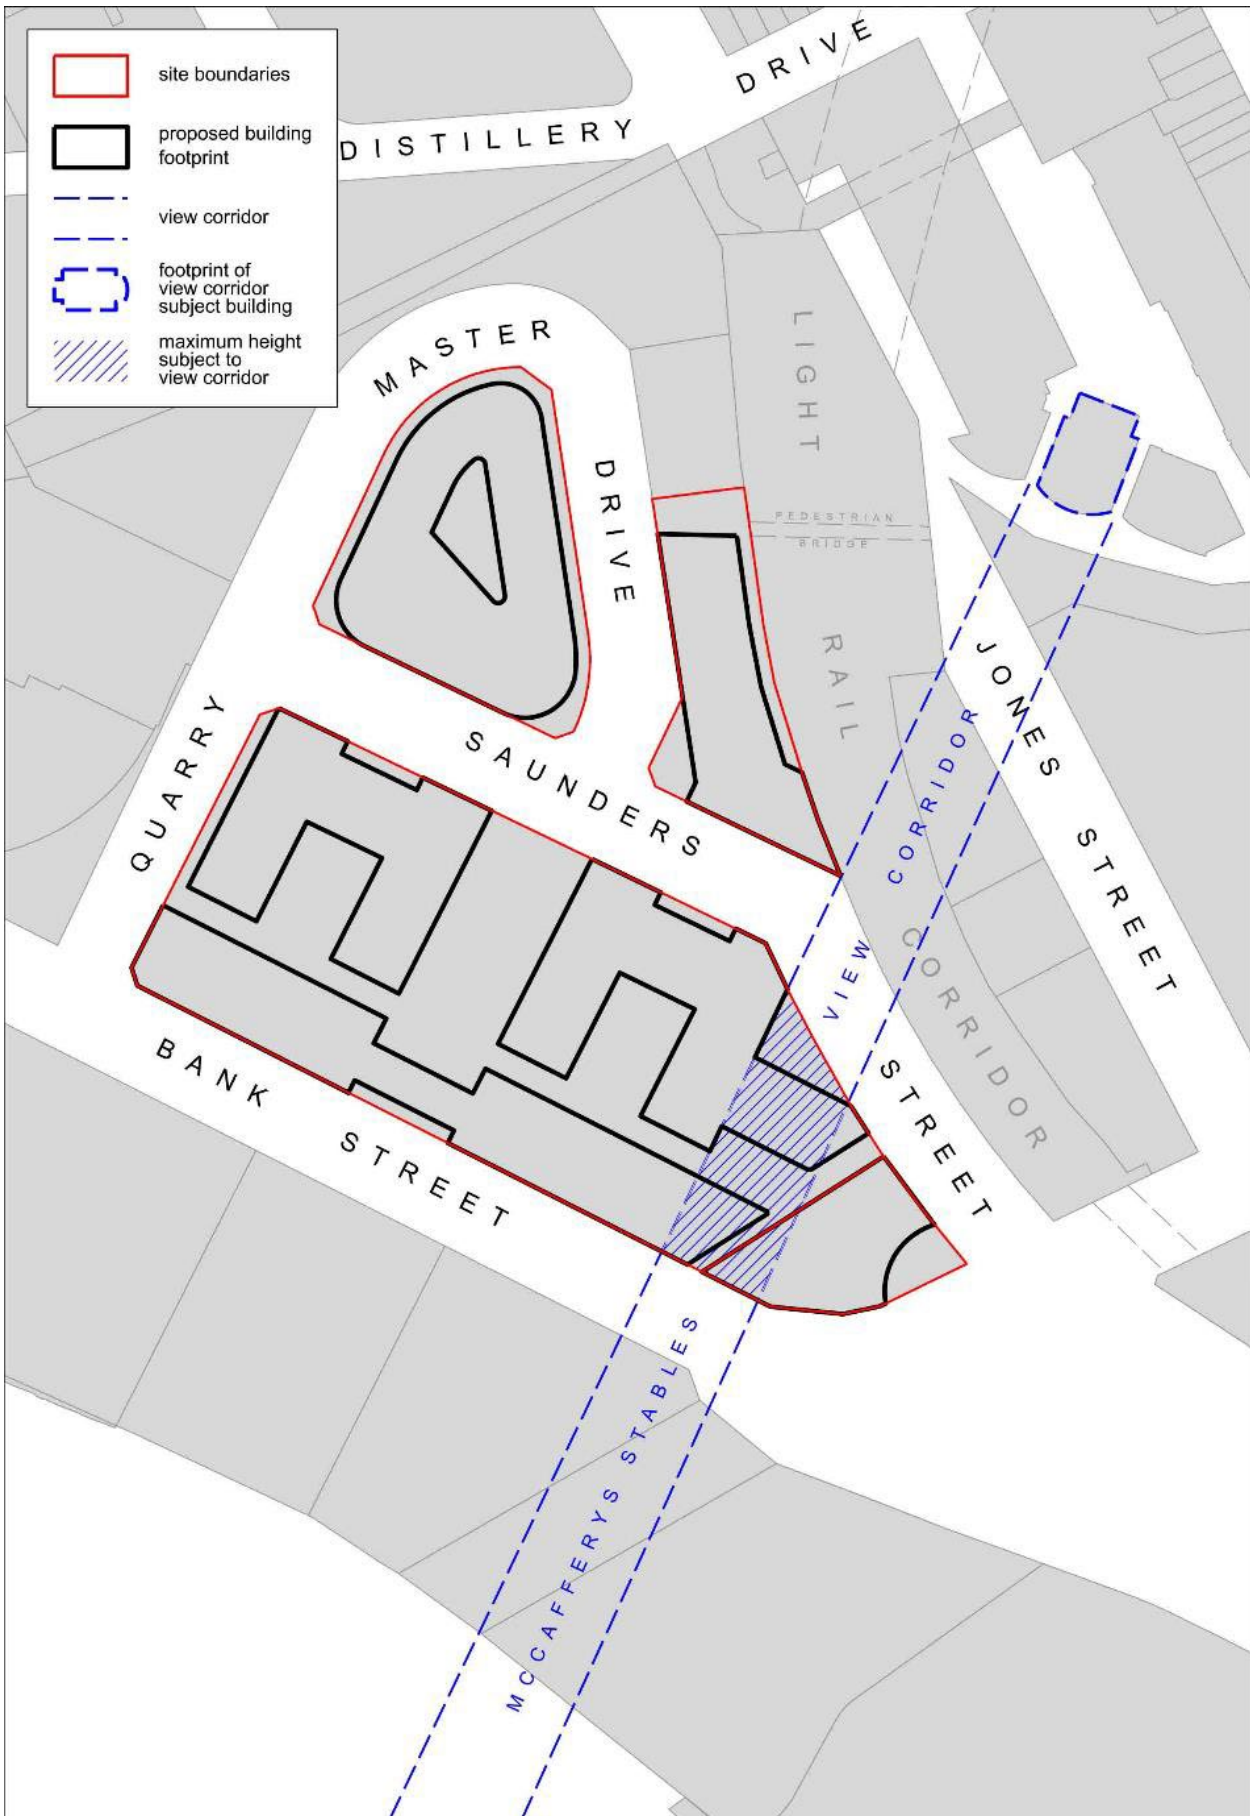 site boundaries
proposed building
footprint
view corridor
footprint of
view corridor
subject building
maximum height
subject to
view corridor
DISTILLERY DRIVE
MASTER DRIVE
LIGHT RAIL CORRIDOR
PEDESTRIAN
BRIDGE
JONES STREET
QUARRY
SAUNDERS STREET
BANK STREET
MCCAFFERYS STABLES VIEW CORRIDOR